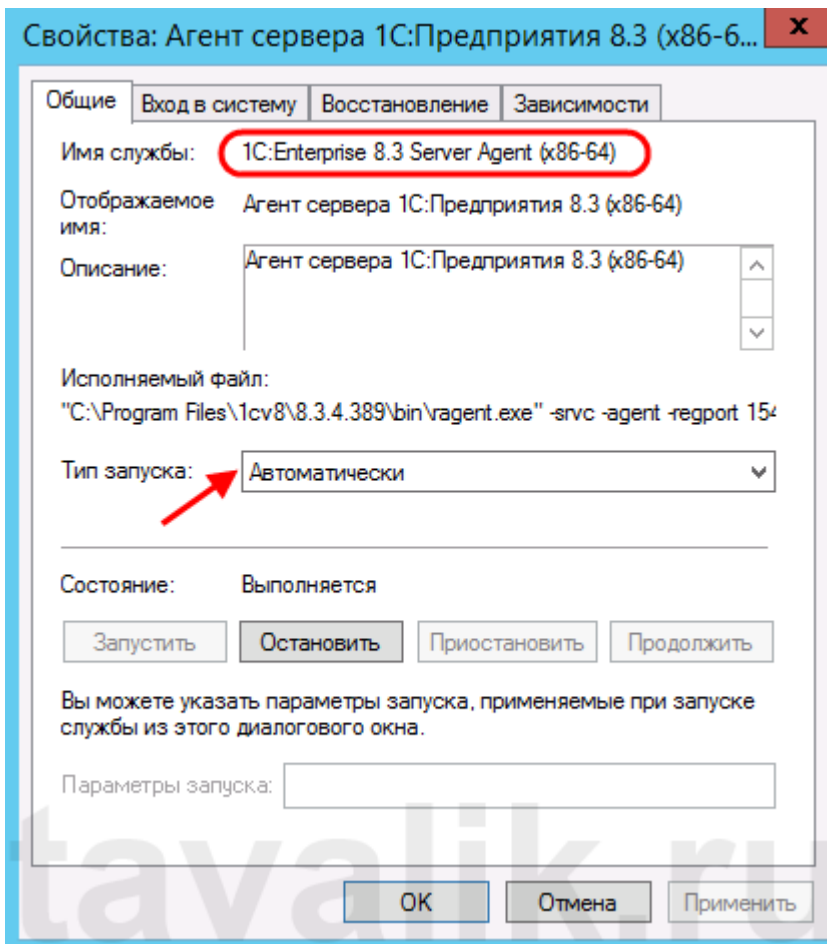 Свойства: Агент сервера 1С:Предприятия 8.3 (x86-6... x
Общие Вход в систему Восстановление Зависимости
Имя службы: 1C:Enterprise 8.3 Server Agent (x86-64)
Отображаемое
имя: Агент сервера 1С:Предприятия 8.3 (x86-64)
Описание: Агент сервера 1С:Предприятия 8.3 (x86-64)
Исполняемый файл:
"C:\Program Files\1cv8\8.3.4.389\bin\ragent.exe" -srvc -agent -regport 154
Тип запуска: Автоматически
Состояние: Выполняется
Запустить Остановить Приостановить Продолжить
Вы можете указать параметры запуска, применяемые при запуске
службы из этого диалогового окна.
Параметры запуска:
OK Отмена Применить
tavalik.ru